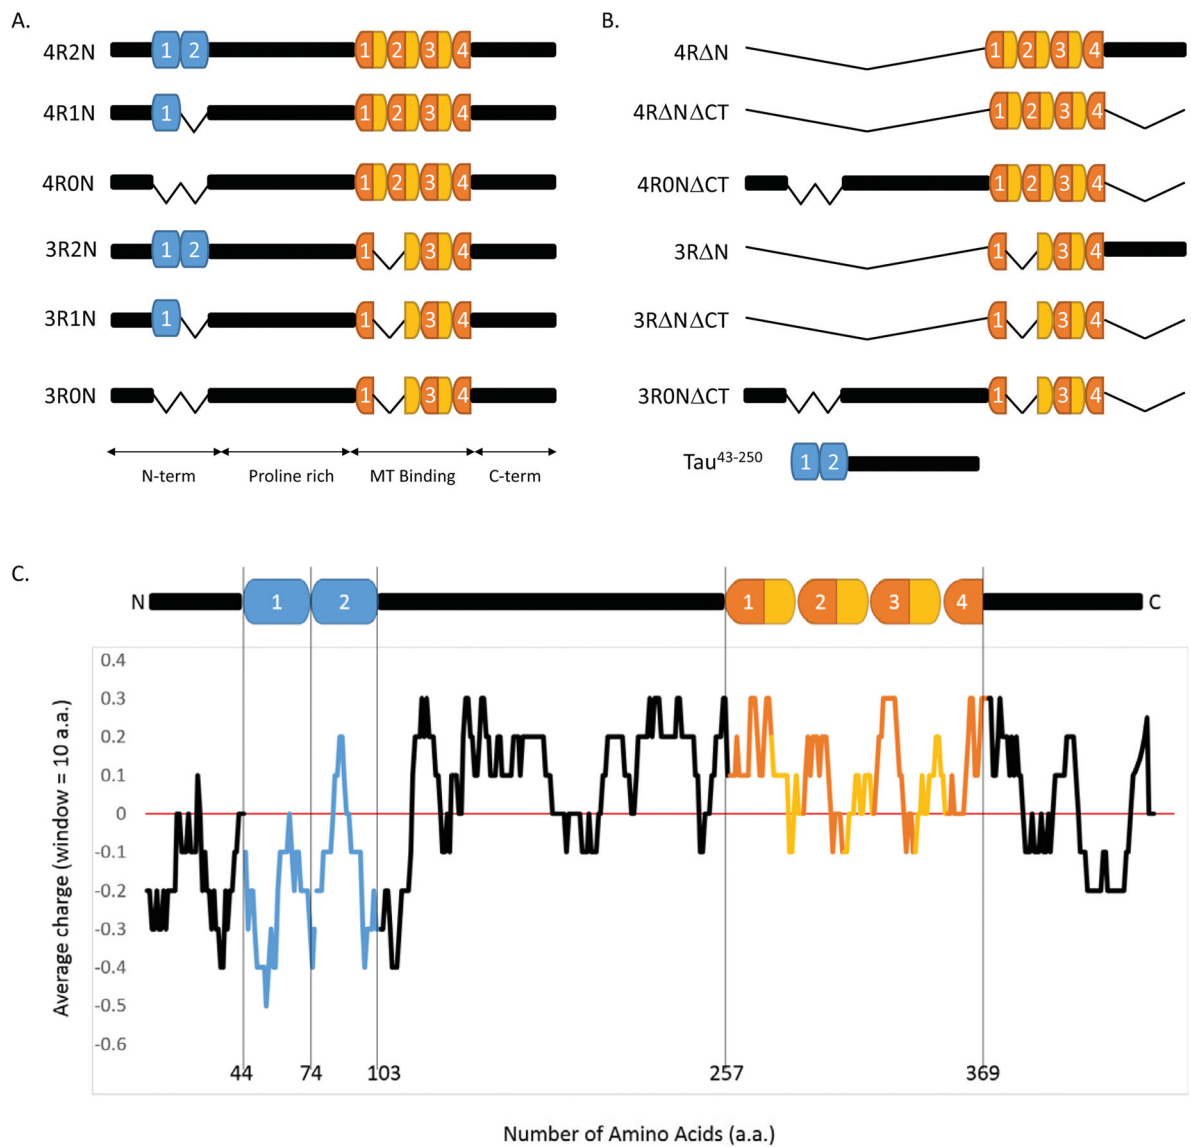 A.
4R2N 1 2 1 2 3 4
4R1N 1 1 2 3 4
4R0N 1 2 3 4
3R2N 1 2 1 3 4
3R1N 1 1 3 4
3R0N 1 3 4
N-term Proline rich MT Binding C-term
B.
4RΔN 1 2 3 4
4RΔNΔCT 1 2 3 4
4R0NΔCT 1 2 3 4
3RΔN 1 3 4
3RΔNΔCT 1 3 4
3R0NΔCT 1 3 4
Tau43-250 1 2
C.
N 1 2 1 2 3 4 C
Average charge (window = 10 a.a.)
0.4
0.3
0.2
0.1
0
-0.1
-0.2
-0.3
-0.4
-0.5
-0.6
44 74 103 257 369
Number of Amino Acids (a.a.)